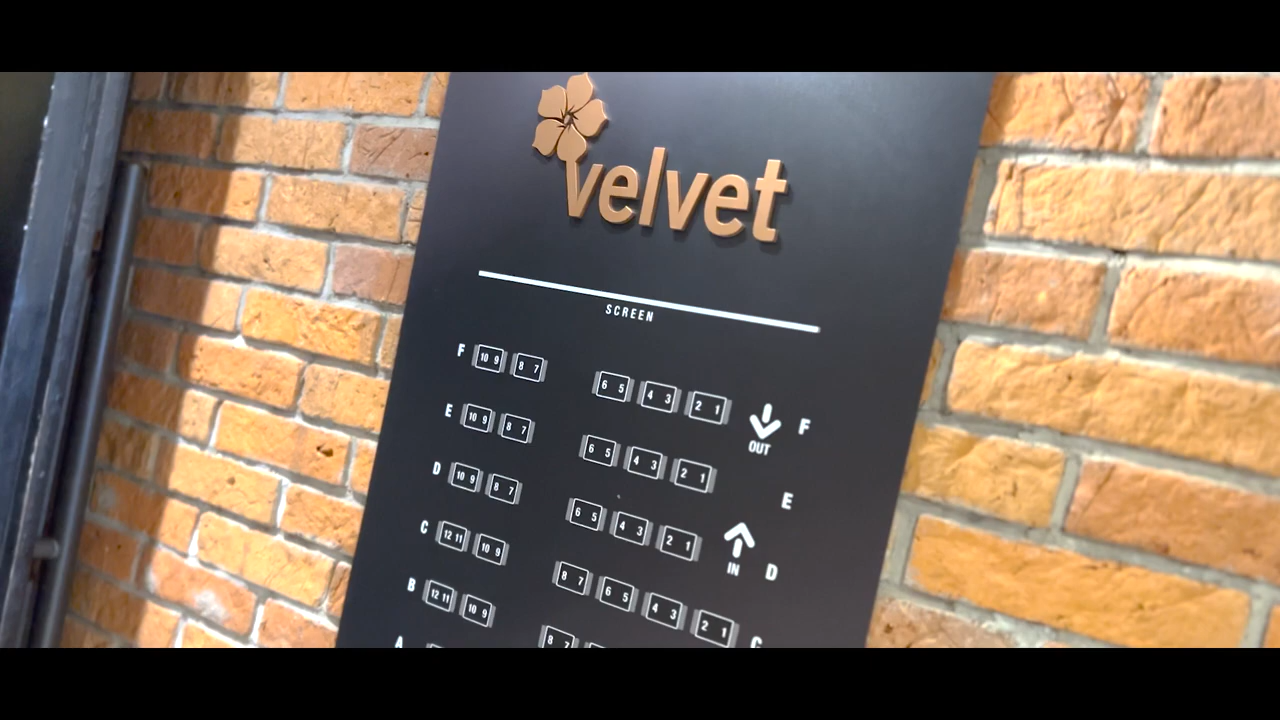 velvet
SCREEN
F 10 9 8 7 6 5 4 3 2 1 OUT F
E 10 9 8 7 6 5 4 3 2 1 E
D 10 9 8 7 6 5 4 3 2 1 IN D
C 12 11 10 9 8 7 6 5 4 3 2 1
B 12 11 10 9 8 7
A